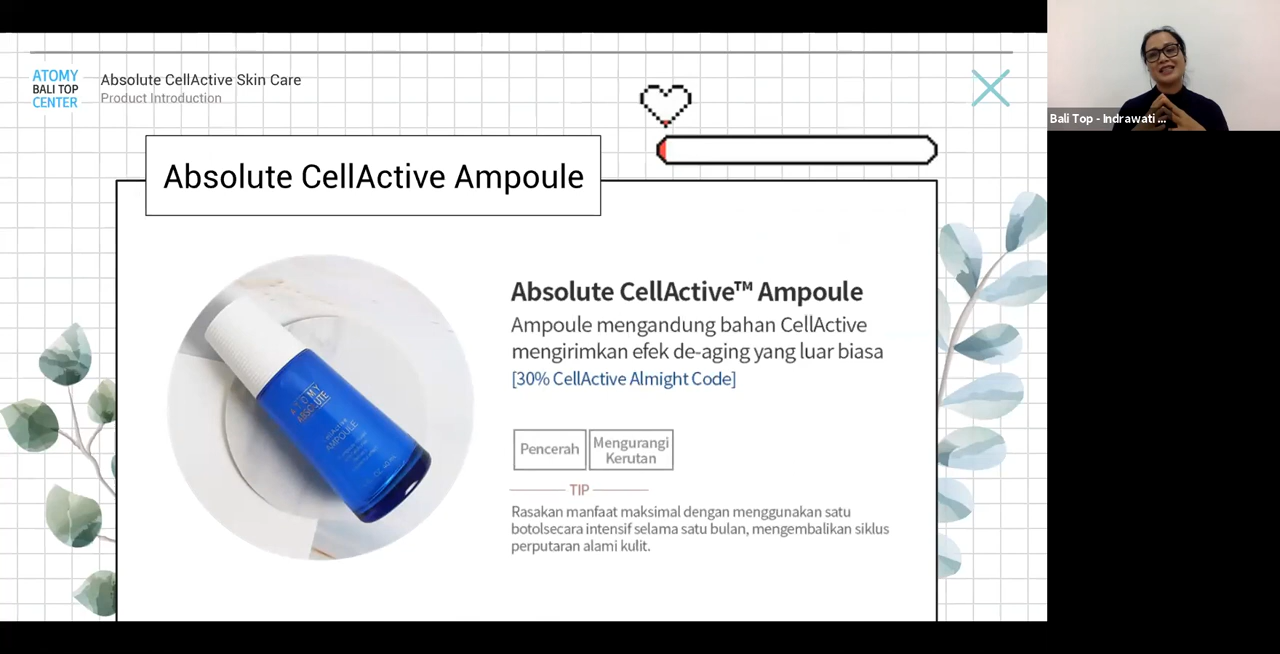 ATOMY
BALI TOP
CENTER
Absolute CellActive Skin Care
Product Introduction
Absolute CellActive Ampoule
Absolute CellActive™ Ampoule
Ampoule mengandung bahan CellActive
mengirimkan efek de-aging yang luar biasa
[30% CellActive Almight Code]
Pencerah
Mengurangi
Kerutan
TIP
Rasakan manfaat maksimal dengan menggunakan satu
botolsecara intensif selama satu bulan, mengembalikan siklus
perputaran alami kulit.
ATOMY
ABSOLUTE
AMPOULE
Bali Top - Indrawati ...